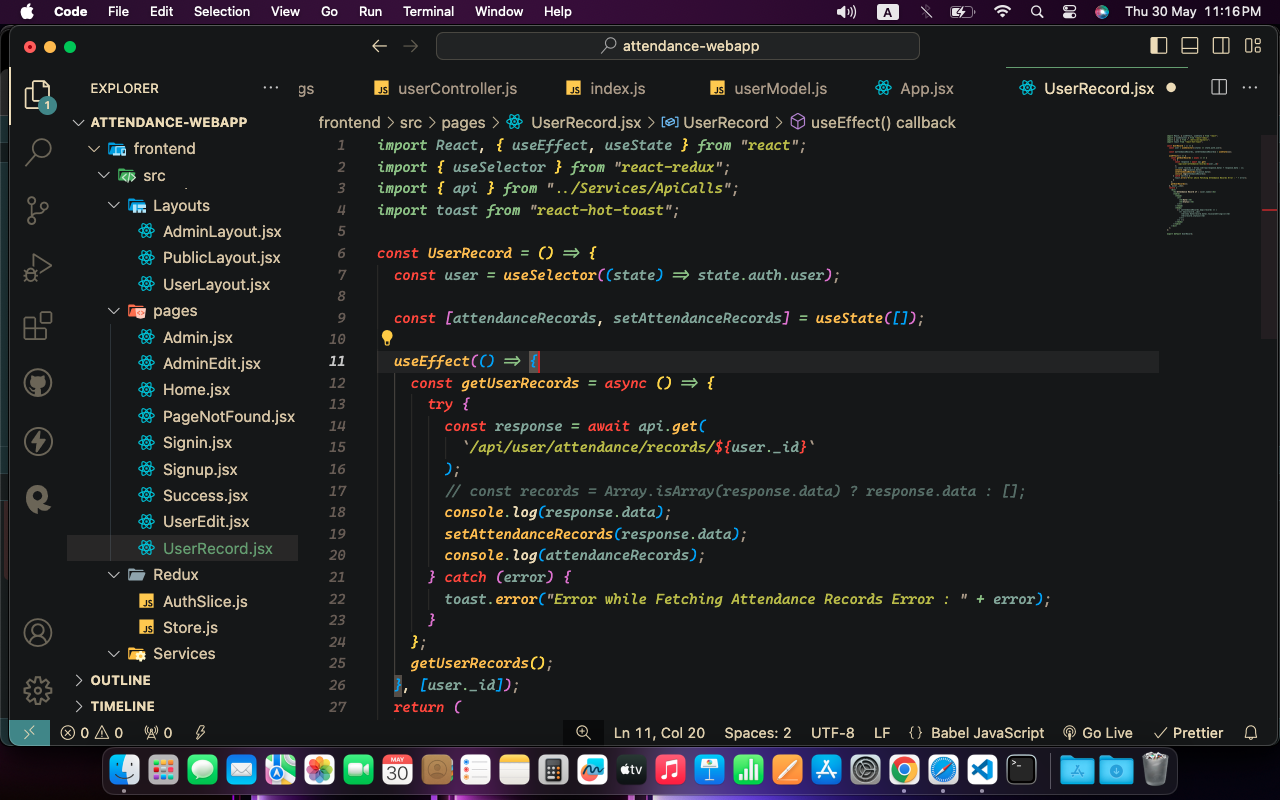 Code File Edit Selection View Go Run Terminal Window Help A Thu 30 May 11:16 PM
attendance-webapp
EXPLORER ··· gs userController.js index.js userModel.js App.jsx UserRecord.jsx ···
1
ATTENDANCE-WEBAPP
frontend > src > pages > UserRecord.jsx > UserRecord > useEffect() callback
frontend
src
Layouts
AdminLayout.jsx
PublicLayout.jsx
UserLayout.jsx
pages
Admin.jsx
AdminEdit.jsx
Home.jsx
PageNotFound.jsx
Signin.jsx
Signup.jsx
Success.jsx
UserEdit.jsx
UserRecord.jsx
Redux
AuthSlice.js
Store.js
Services
OUTLINE
TIMELINE
1 import React, { useEffect, useState } from "react";
2 import { useSelector } from "react-redux";
3 import { api } from "../Services/ApiCalls";
4 import toast from "react-hot-toast";
5
6 const UserRecord = () => {
7 const user = useSelector((state) => state.auth.user);
8
9 const [attendanceRecords, setAttendanceRecords] = useState([]);
10
11 useEffect(() => {
12 const getUserRecords = async () => {
13 try {
14 const response = await api.get(
15 `/api/user/attendance/records/${user._id}`
16 );
17 // const records = Array.isArray(response.data) ? response.data : [];
18 console.log(response.data);
19 setAttendanceRecords(response.data);
20 console.log(attendanceRecords);
21 } catch (error) {
22 toast.error("Error while Fetching Attendance Records Error : " + error);
23 }
24 };
25 getUserRecords();
26 }, [user._id]);
27 return (
0 0 0 Ln 11, Col 20 Spaces: 2 UTF-8 LF {} Babel JavaScript Go Live Prettier
MAY
30
tv